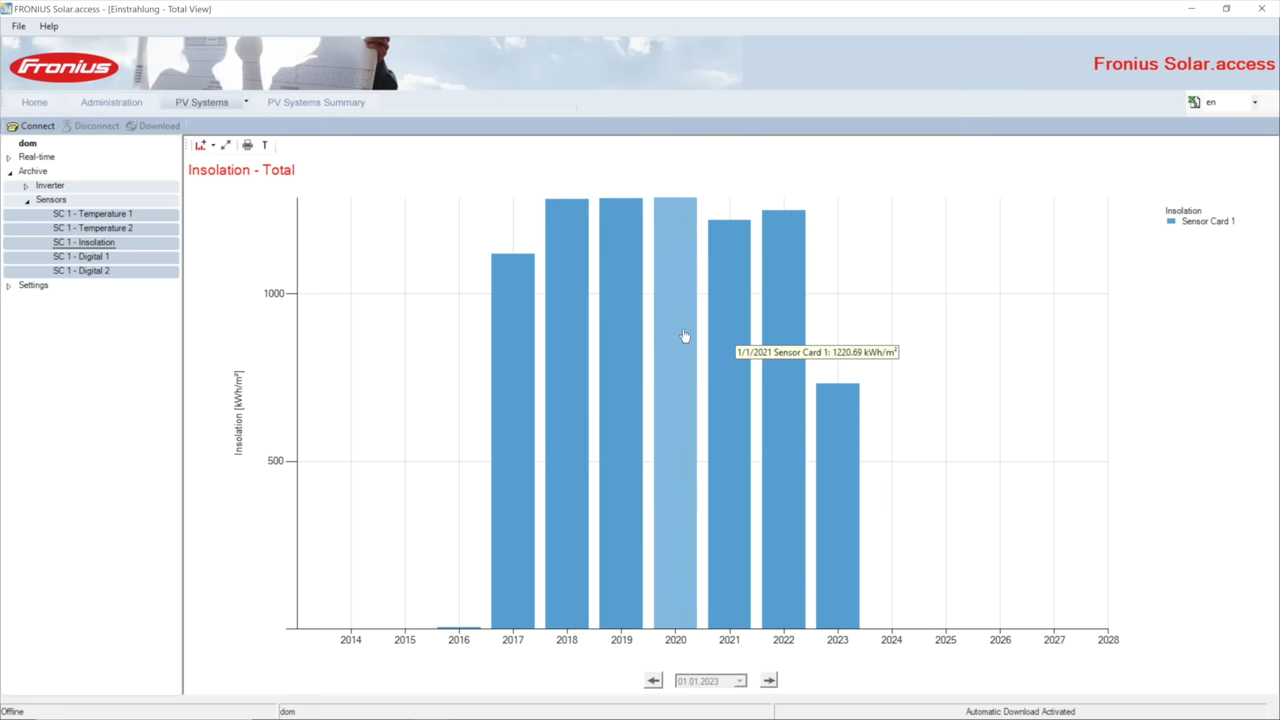 FRONIUS Solar.access - [Einstrahlung - Total View]
File Help
Fronius
Fronius Solar.access
Home Administration PV Systems PV Systems Summary en
Connect Disconnect Download
dom
Real-time
Archive
Inverter
Sensors
SC 1 - Temperature 1
SC 1 - Temperature 2
SC 1 - Insolation
SC 1 - Digital 1
SC 1 - Digital 2
Settings
T
Insolation - Total
Insolation
Sensor Card 1
1000
500
Insolation [kWh/m²]
1/1/2021 Sensor Card 1: 1220.69 kWh/m²
2014 2015 2016 2017 2018 2019 2020 2021 2022 2023 2024 2025 2026 2027 2028
01.01.2023
Offline dom Automatic Download Activated